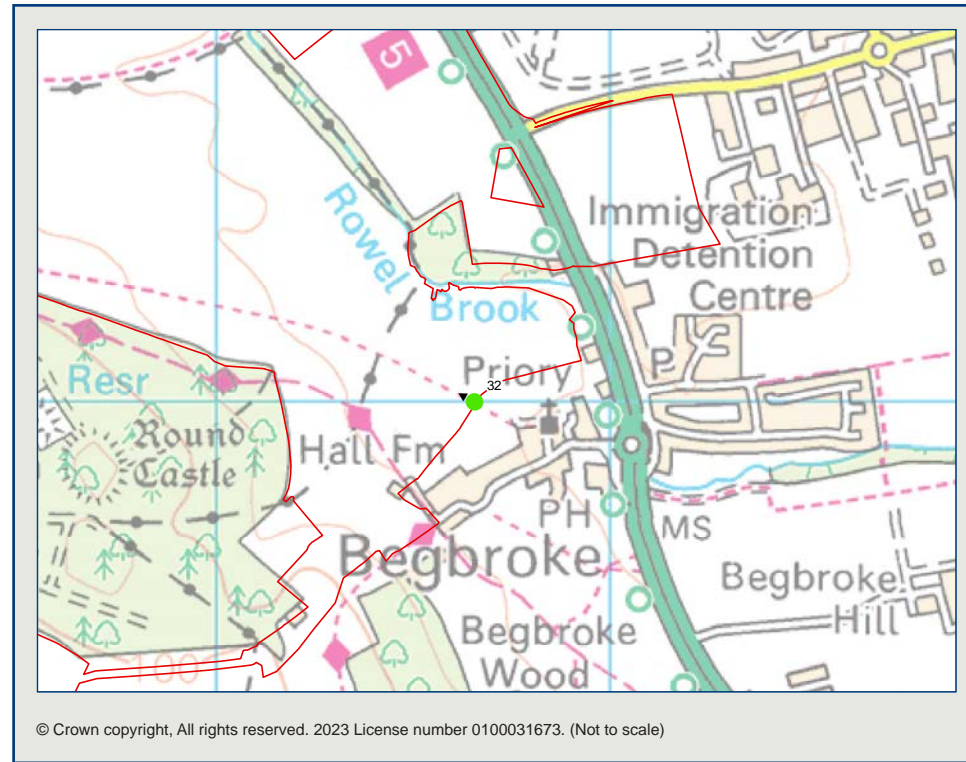 5
Rowel
Brook
Immigration
Detention
Centre
P
Priory
32
Resr
Round
Castle
Hall Fm
PH
MS
Begbroke
Begbroke
Hill
Begbroke
Wood
100
© Crown copyright, All rights reserved. 2023 License number 0100031673. (Not to scale)